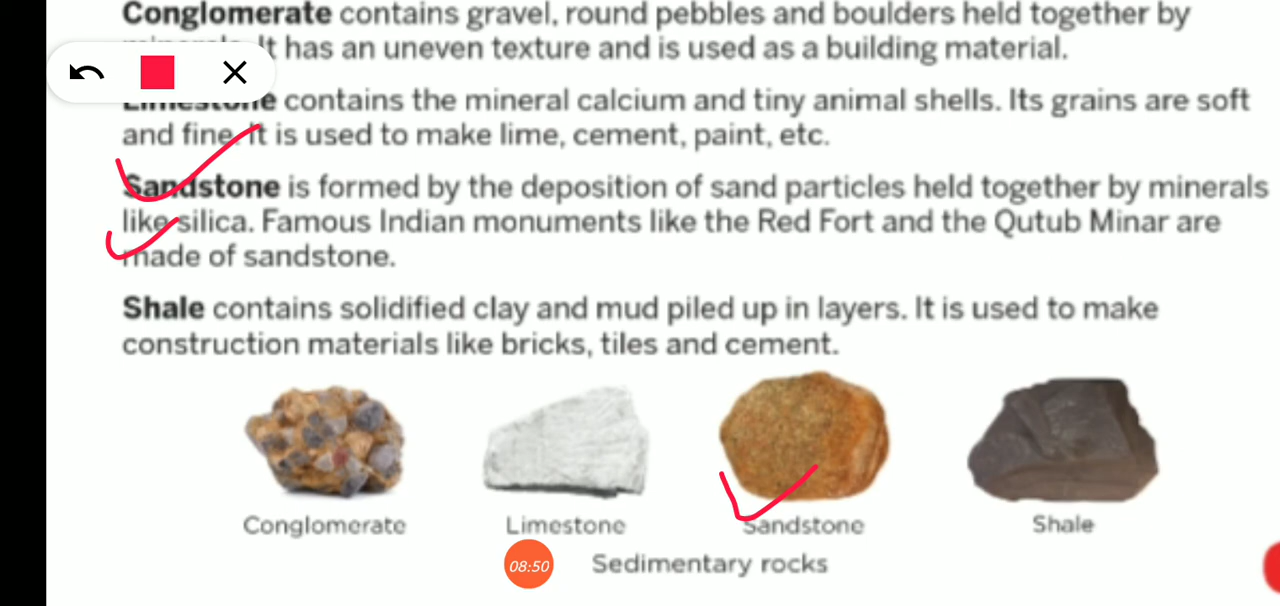 Conglomerate contains gravel, round pebbles and boulders held together by
It has an uneven texture and is used as a building material.
Limestone contains the mineral calcium and tiny animal shells. Its grains are soft
and fine. It is used to make lime, cement, paint, etc.
Sandstone is formed by the deposition of sand particles held together by minerals
like silica. Famous Indian monuments like the Red Fort and the Qutub Minar are
made of sandstone.
Shale contains solidified clay and mud piled up in layers. It is used to make
construction materials like bricks, tiles and cement.
Conglomerate Limestone Sandstone Shale
08:50 Sedimentary rocks